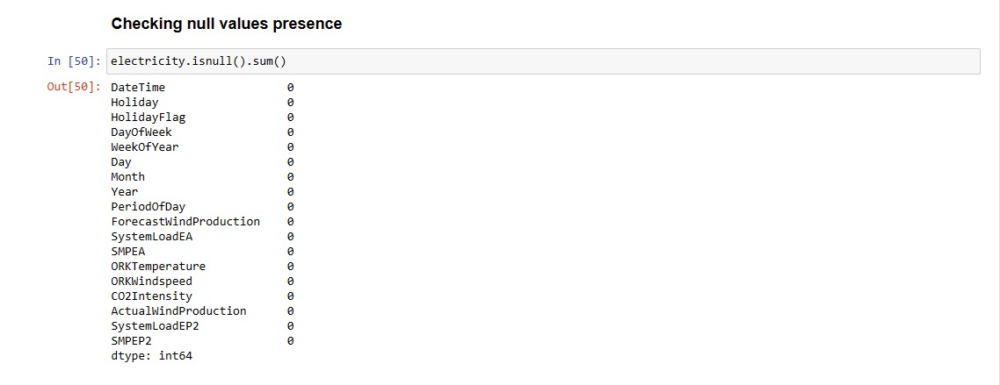 Checking null values presence
In [50]: electricity.isnull().sum()
Out[50]: DateTime 0
Holiday 0
HolidayFlag 0
DayOfWeek 0
WeekOfYear 0
Day 0
Month 0
Year 0
PeriodOfDay 0
ForecastWindProduction 0
SystemLoadEA 0
SMPEA 0
ORKTemperature 0
ORKWindspeed 0
CO2Intensity 0
ActualWindProduction 0
SystemLoadEP2 0
SMPEP2 0
dtype: int64